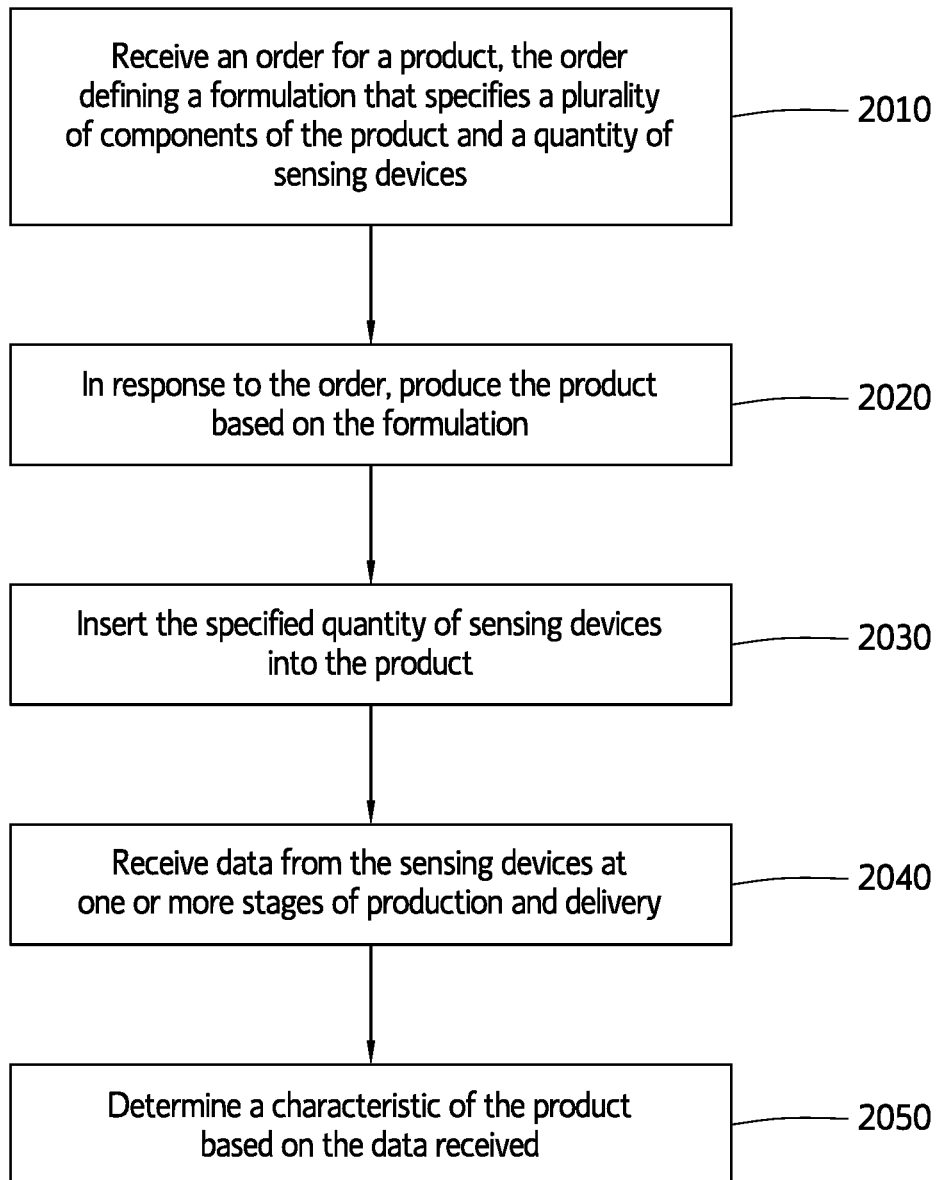 Receive an order for a product, the order
defining a formulation that specifies a plurality
of components of the product and a quantity of
sensing devices
2010
In response to the order, produce the product
based on the formulation
2020
Insert the specified quantity of sensing devices
into the product
2030
Receive data from the sensing devices at
one or more stages of production and delivery
2040
Determine a characteristic of the product
based on the data received
2050